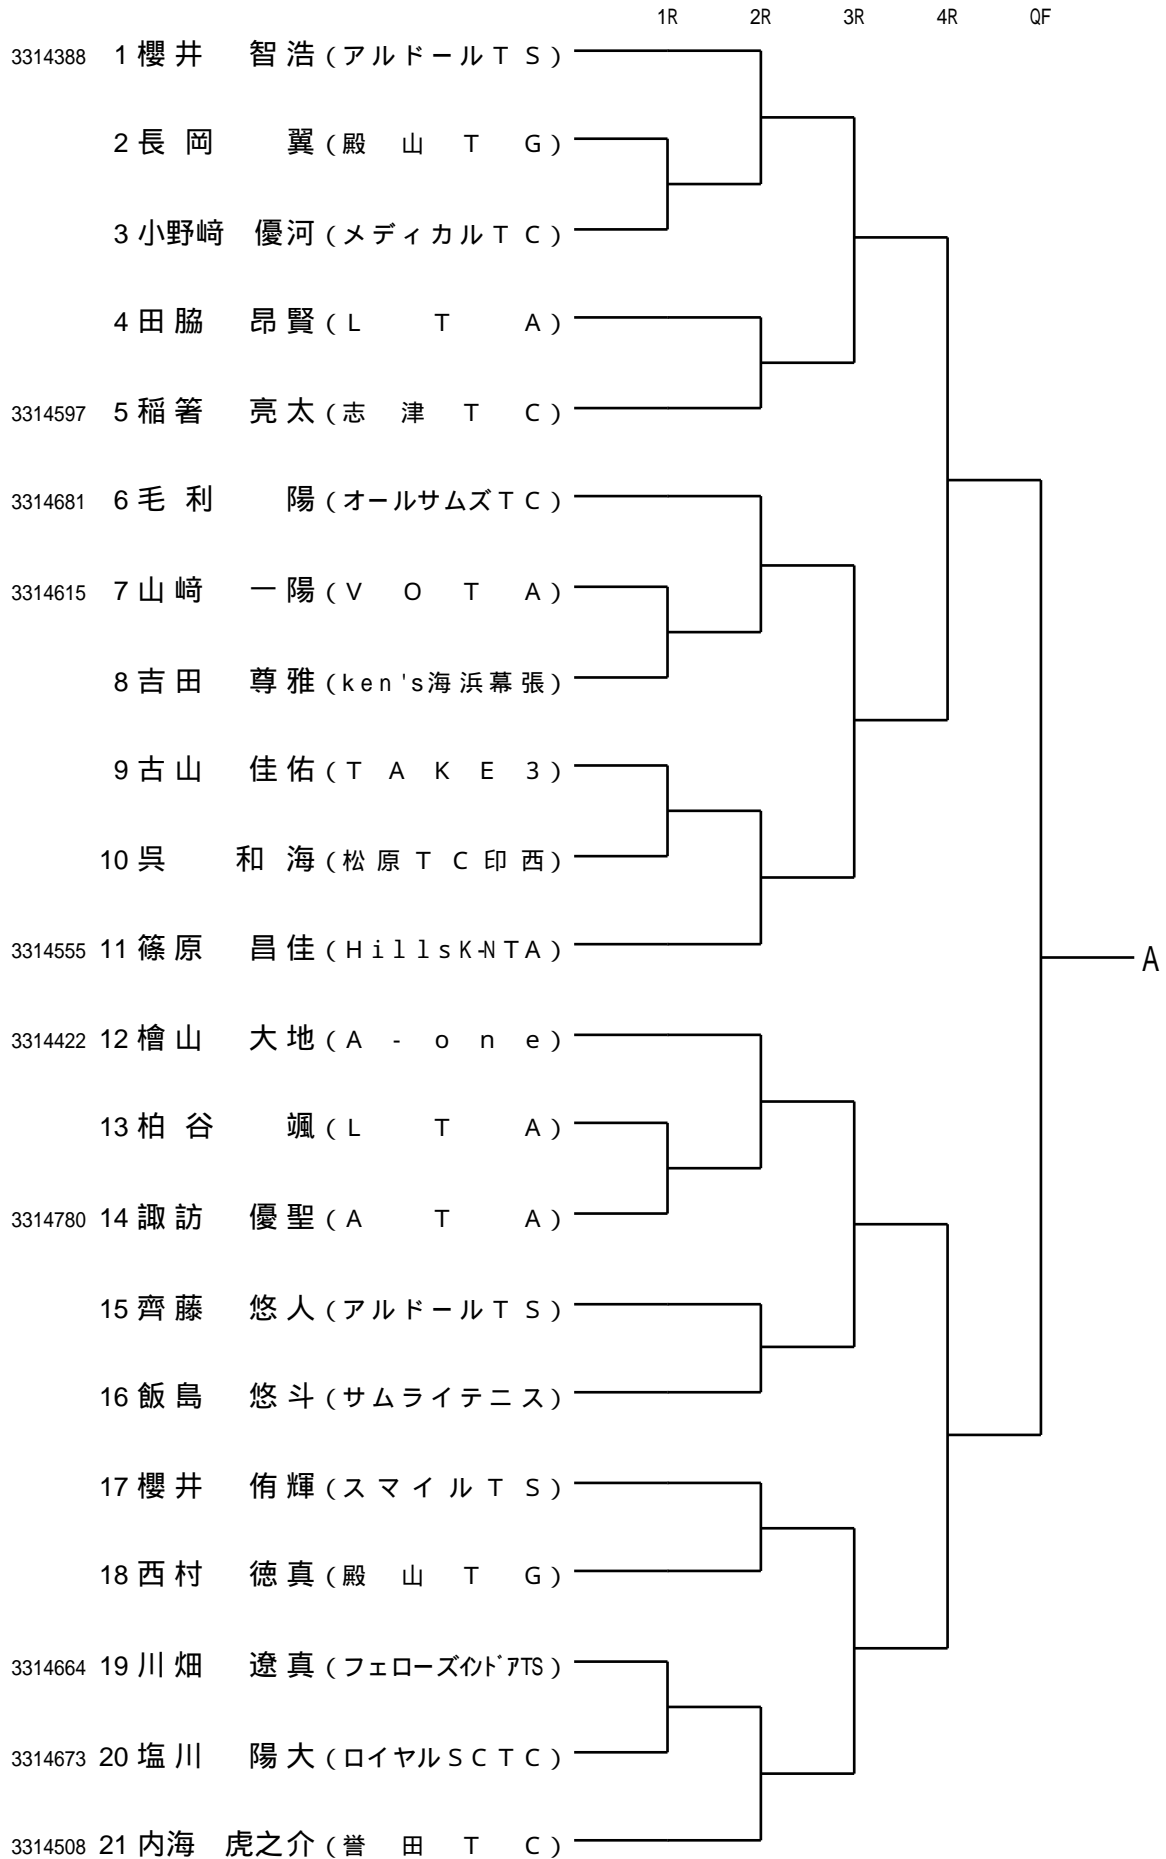 1R 2R 3R 4R QF
3314388 1 櫻井 智浩 (アルドールTS)
2 長岡 翼 (殿山TG)
3 小野﨑 優河 (メディカルTC)
4 田脇 昂賢 (LTA)
3314597 5 稲箸 亮太 (志津TC)
3314681 6 毛利 陽 (オールサムズTC)
3314615 7 山﨑 一陽 (VOTA)
8 吉田 尊雅 (ken's海浜幕張)
9 古山 佳佑 (TAKE3)
10 呉 和海 (松原TC印西)
3314555 11 篠原 昌佳 (HillsK-NTA)
A
3314422 12 檜山 大地 (A-one)
13 柏谷 颯 (LTA)
3314780 14 諏訪 優聖 (ATA)
15 齊藤 悠人 (アルドールTS)
16 飯島 悠斗 (サムライテニス)
17 櫻井 侑輝 (スマイルTS)
18 西村 徳真 (殿山TG)
3314664 19 川畑 遼真 (フェローズインドアTS)
3314673 20 塩川 陽大 (ロイヤルSCTC)
3314508 21 内海 虎之介 (誉田TC)